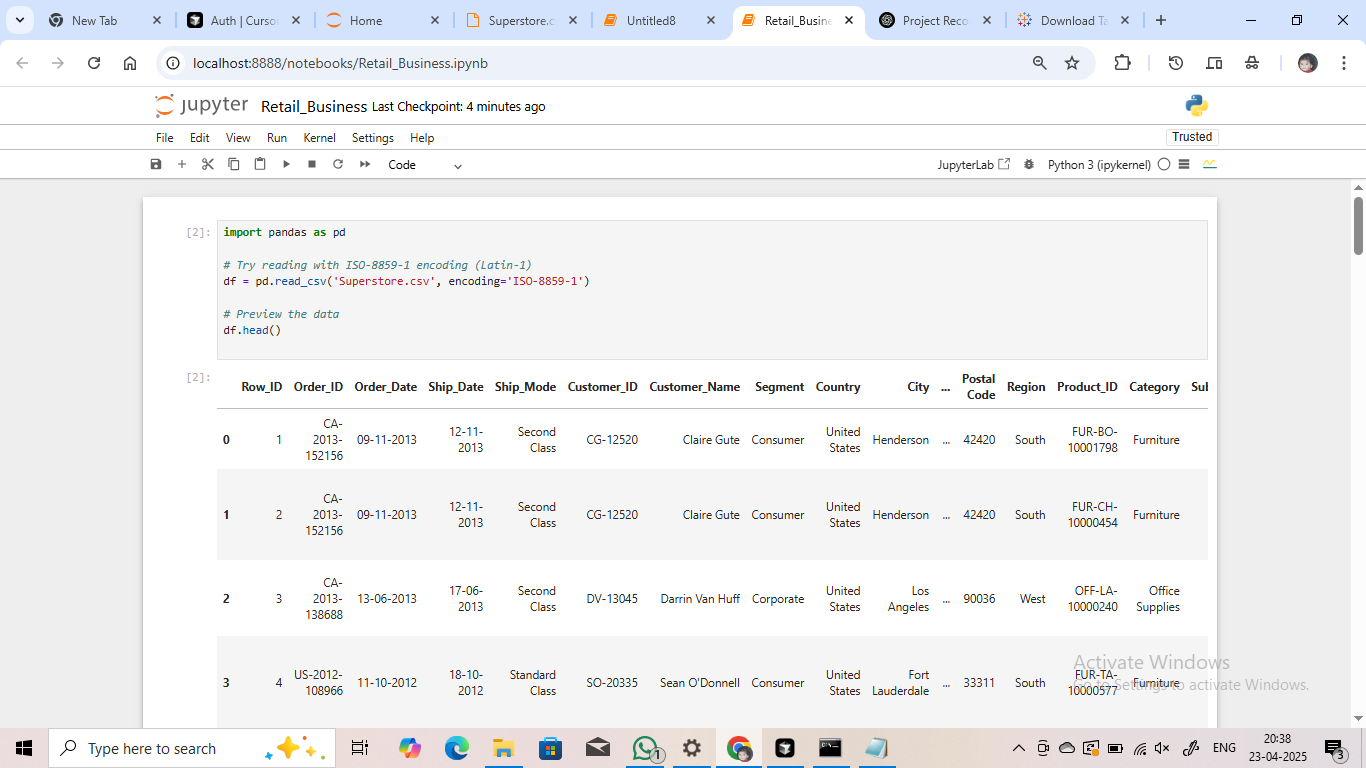 New Tab
Auth | Curso
Home
Superstore.c
Untitled8
Retail_Busine
Project Reco
Download Ta
localhost:8888/notebooks/Retail_Business.ipynb
jupyter Retail_Business Last Checkpoint: 4 minutes ago
File Edit View Run Kernel Settings Help
Trusted
Code
JupyterLab
Python 3 (ipykernel)
[2]:
import pandas as pd
# Try reading with ISO-8859-1 encoding (Latin-1)
df = pd.read_csv('Superstore.csv', encoding='ISO-8859-1')
# Preview the data
df.head()
[2]:
Row_ID Order_ID Order_Date Ship_Date Ship_Mode Customer_ID Customer_Name Segment Country City ... Postal Code Region Product_ID Category Sul
0 1 CA-2013-152156 09-11-2013 12-11-2013 Second Class CG-12520 Claire Gute Consumer United States Henderson ... 42420 South FUR-BO-10001798 Furniture
1 2 CA-2013-152156 09-11-2013 12-11-2013 Second Class CG-12520 Claire Gute Consumer United States Henderson ... 42420 South FUR-CH-10000454 Furniture
2 3 CA-2013-138688 13-06-2013 17-06-2013 Second Class DV-13045 Darrin Van Huff Corporate United States Los Angeles ... 90036 West OFF-LA-10000240 Office Supplies
3 4 US-2012-108966 11-10-2012 18-10-2012 Standard Class SO-20335 Sean O'Donnell Consumer United States Fort Lauderdale ... 33311 South FUR-TA-10000577 Furniture
Activate Windows
Go to Settings to activate Windows.
Type here to search
1
ENG
20:38
23-04-2025
3